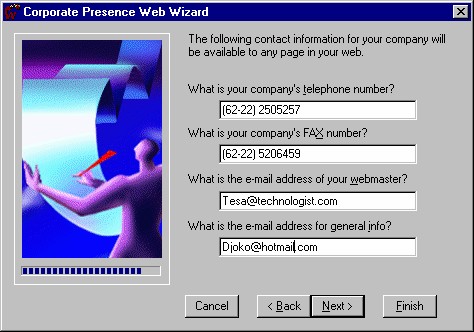 Corporate Presence Web Wizard
The following contact information for your company will
be available to any page in your web.
What is your company's telephone number?
(62-22) 2505257
What is your company's FAX number?
(62-22) 5206459
What is the e-mail address of your webmaster?
Tesa@technologist.com
What is the e-mail address for general info?
Djoko@hotmail.com
Cancel
< Back
Next >
Finish